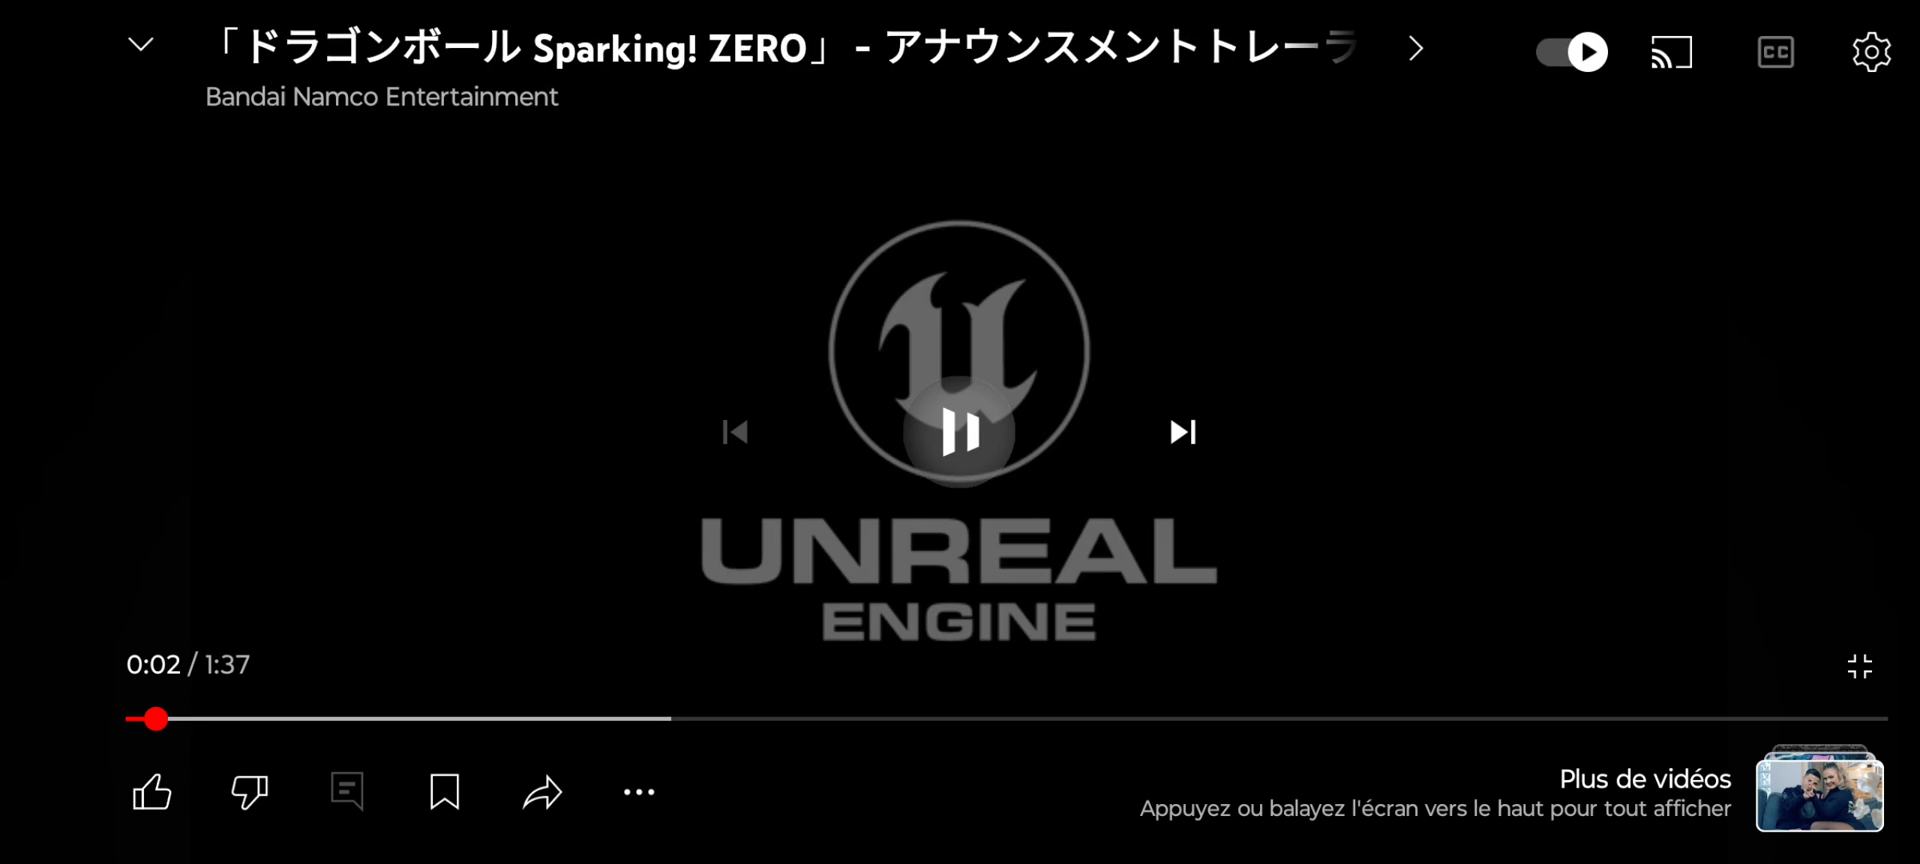 「ドラゴンボール Sparking! ZERO」 - アナウンスメントトレーラ
Bandai Namco Entertainment
CC
UNREAL
ENGINE
0:02 / 1:37
Plus de vidéos
Appuyez ou balayez l'écran vers le haut pour tout afficher